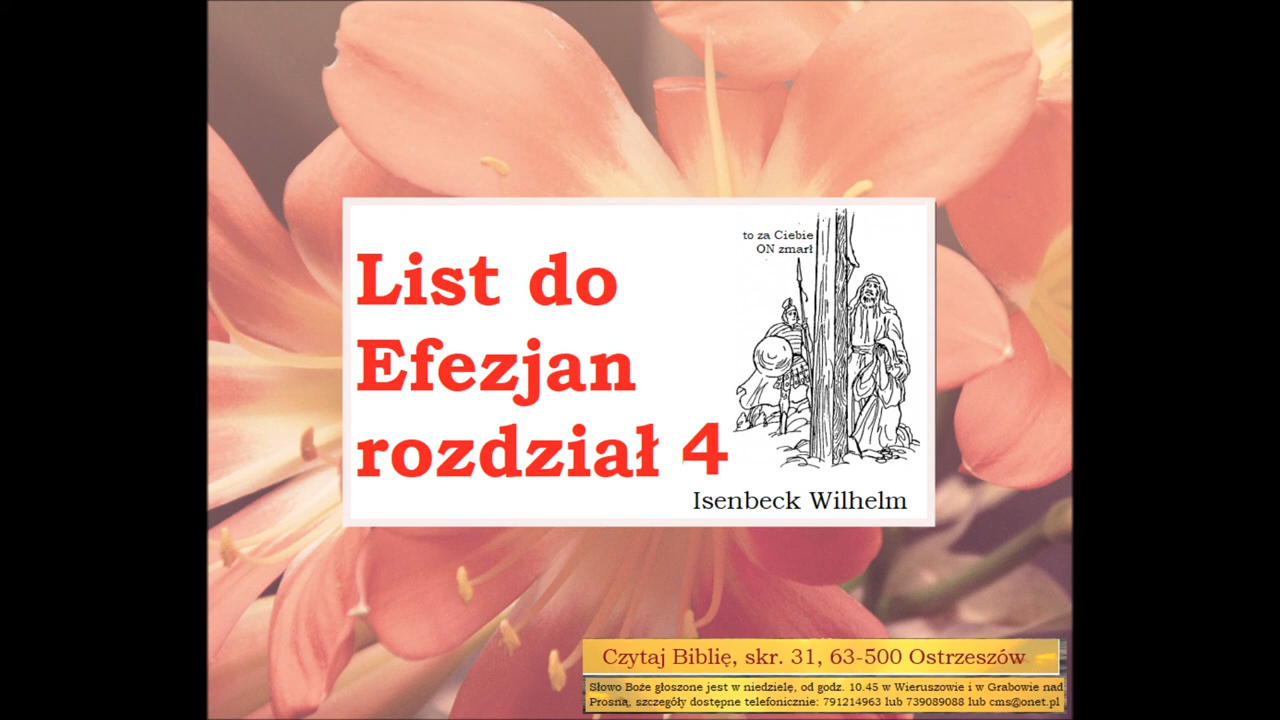 to za Ciebie
ON zmarł
List do
Efezjan
rozdział 4
Isenbeck Wilhelm
Czytaj Biblię, skr. 31, 63-500 Ostrzeszów
Słowo Boże głoszone jest w niedzielę, od godz. 10.45 w Wieruszowie i w Grabowie nad
Prosną, szczegóły dostępne telefonicznie: 791214963 lub 739089088 lub cms@onet.pl